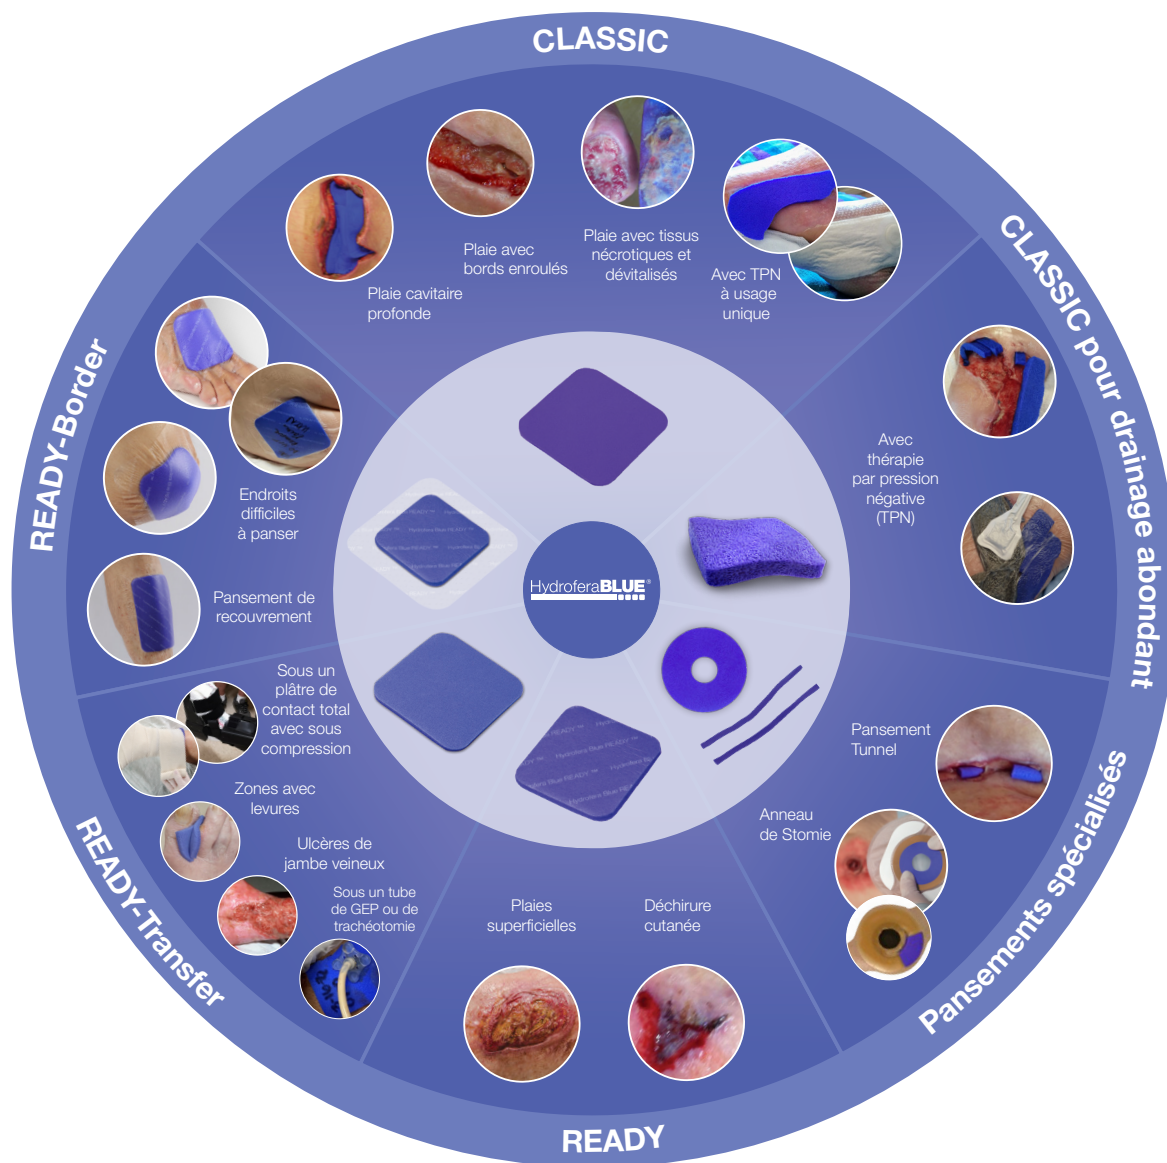 CLASSIC
Plaie cavitaire
profonde
Plaie avec
bords enroulés
Plaie avec tissus
nécrotiques et
dévitalisés
Avec TPN
à usage
unique
CLASSIC pour drainage abondant
Avec
thérapie
par pression
négative
(TPN)
Pansements spécialisés
Pansement
Tunnel
Anneau
de Stomie
READY
Plaies
superficielles
Déchirure
cutanée
READY-Transfer
Sous un
plâtre de
contact total
avec sous
compression
Zones avec
levures
Ulcères de
jambe veineux
Sous un tube
de GEP ou de
trachéotomie
READY-Border
Endroits
difficiles
à panser
Pansement de
recouvrement
HydroferaBLUE®
Hydrofera Blue READY™